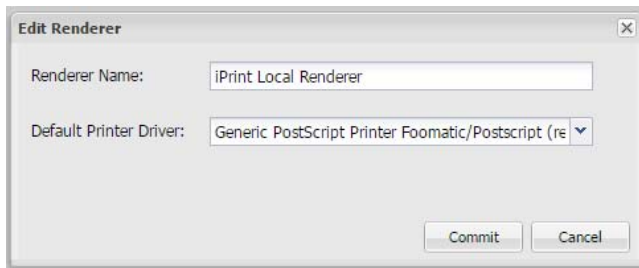 Edit Renderer
Renderer Name: iPrint Local Renderer
Default Printer Driver: Generic PostScript Printer Foomatic/Postscript (re
Commit Cancel